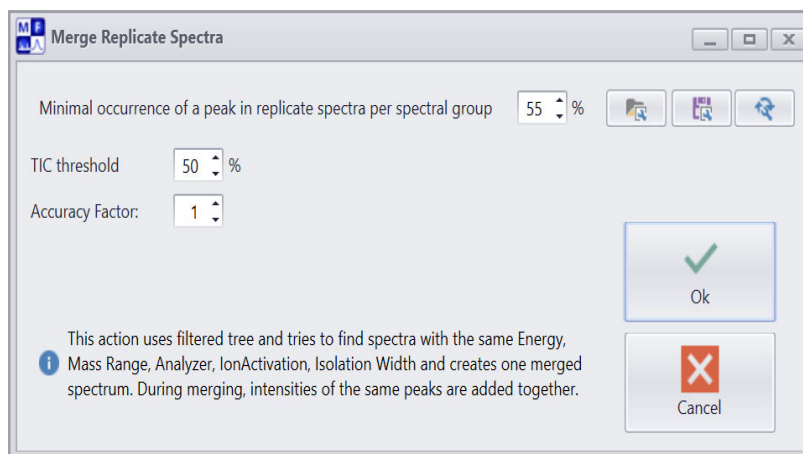 M F
M
Merge Replicate Spectra
Minimal occurrence of a peak in replicate spectra per spectral group 55 %
TIC threshold 50 %
Accuracy Factor: 1
Ok
This action uses filtered tree and tries to find spectra with the same Energy,
Mass Range, Analyzer, IonActivation, Isolation Width and creates one merged
spectrum. During merging, intensities of the same peaks are added together.
Cancel